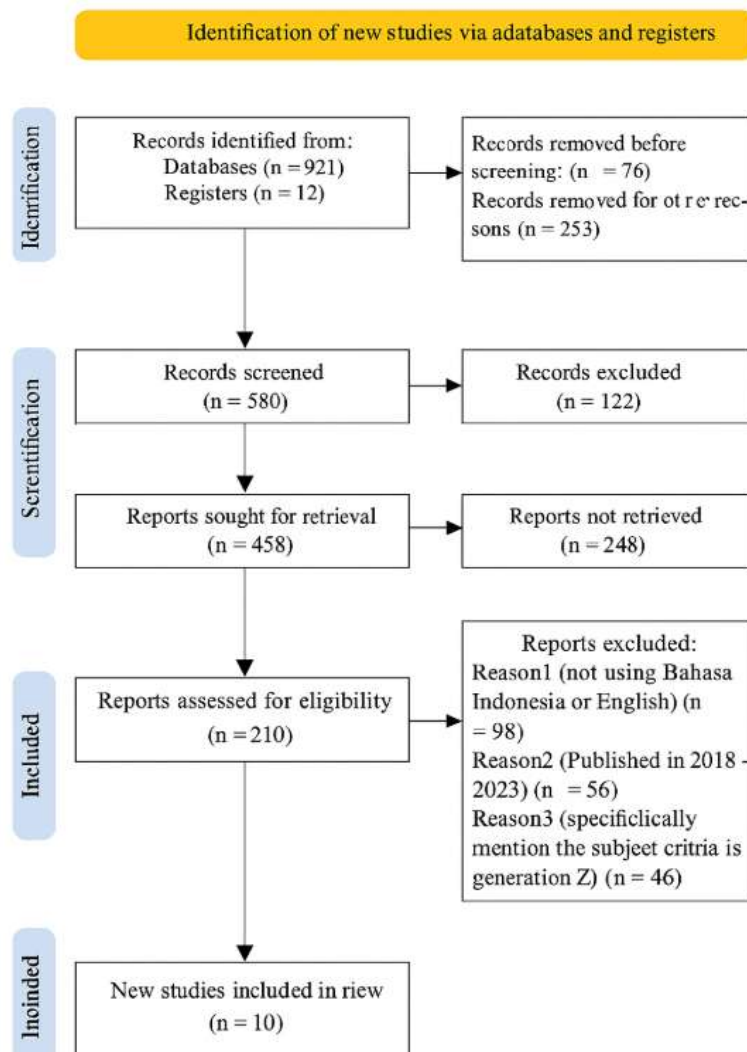 Identification of new studies via adatabases and registers
Idenrification
Records identified from:
Databases (n = 921)
Registers (n = 12)
Records removed before
screening: (n = 76)
Records removed for ot r e rec-
sons (n = 253)
Screntification
Records screened
(n = 580)
Records excluded
(n = 122)
Reports sought for retrieval
(n = 458)
Reports not retrieved
(n = 248)
Included
Reports assessed for eligibility
(n = 210)
Reports excluded:
Reason1 (not using Bahasa
Indonesia or English) (n
= 98)
Reason2 (Published in 2018 -
2023) (n = 56)
Reason3 (specificlically
mention the subjeet critria is
generation Z) (n = 46)
Inoinded
New studies included in riew
(n = 10)